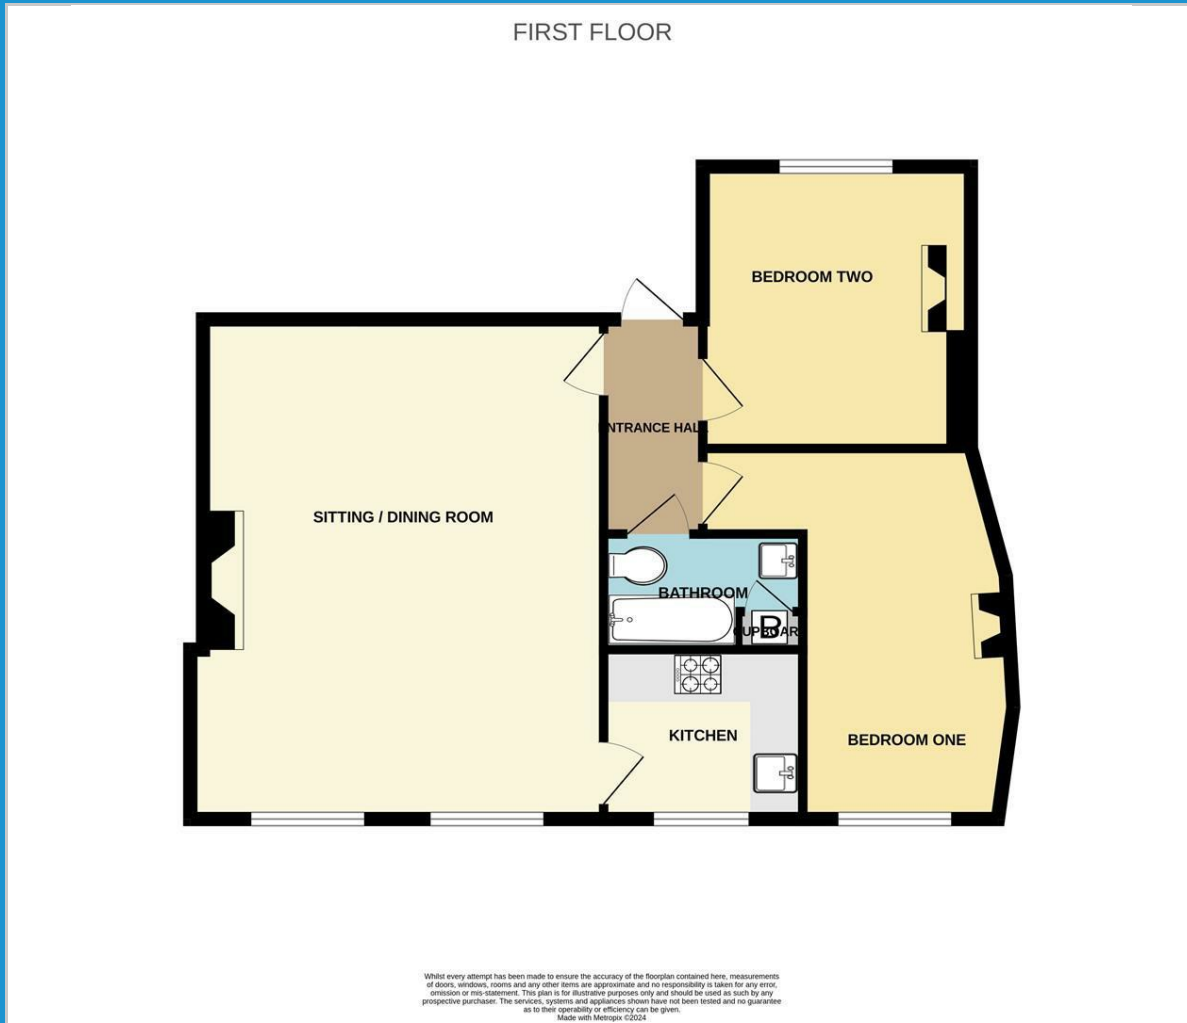 FIRST FLOOR
BEDROOM TWO
ENTRANCE HALL
SITTING / DINING ROOM
BATHROOM
B
CUPBOARD
KITCHEN
BEDROOM ONE
Whilst every attempt has been made to ensure the accuracy of the floorplan contained here, measurements
of doors, windows, rooms and any other items are approximate and no responsibility is taken for any error,
omission or mis-statement. This plan is for illustrative purposes only and should be used as such by any
prospective purchaser. The services, systems and appliances shown have not been tested and no guarantee
as to their operability or efficiency can be given.
Made with Metropix ©2024